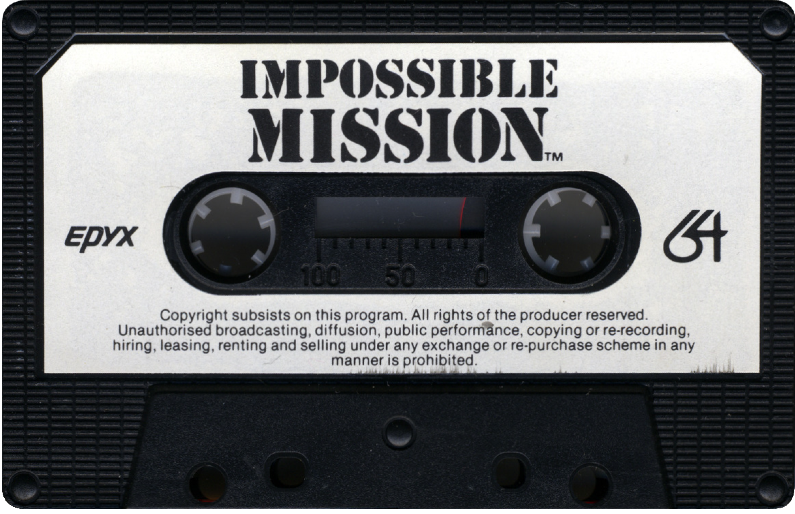 IMPOSSIBLE
MISSION™
EPYX
64
100 50 0
Copyright subsists on this program. All rights of the producer reserved.
Unauthorised broadcasting, diffusion, public performance, copying or re-recording,
hiring, leasing, renting and selling under any exchange or re-purchase scheme in any
manner is prohibited.